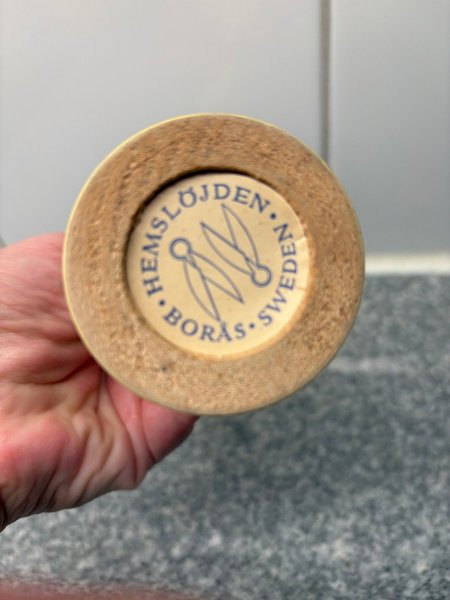 • HEMSLÖJDEN • BORÅS • SWEDEN